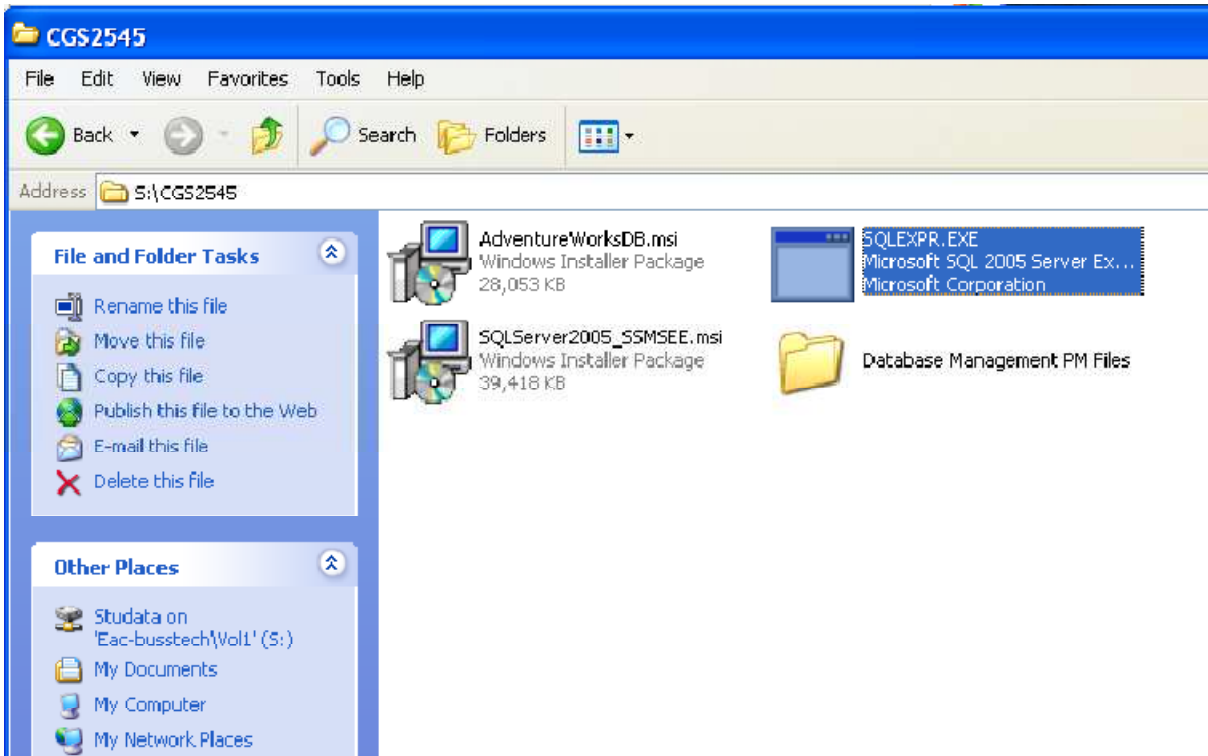 CGS2545
File Edit View Favorites Tools Help
Back Search Folders
Address S:\CGS2545
File and Folder Tasks
Rename this file
Move this file
Copy this file
Publish this file to the Web
E-mail this file
Delete this file
Other Places
Studata on
'Eac-busstech\Vol1' (S:)
My Documents
My Computer
My Network Places
AdventureWorksDB.msi
Windows Installer Package
28,053 KB
SQLEXPR.EXE
Microsoft SQL 2005 Server Ex...
Microsoft Corporation
SQLServer2005_SSMSEE.msi
Windows Installer Package
39,418 KB
Database Management PM Files